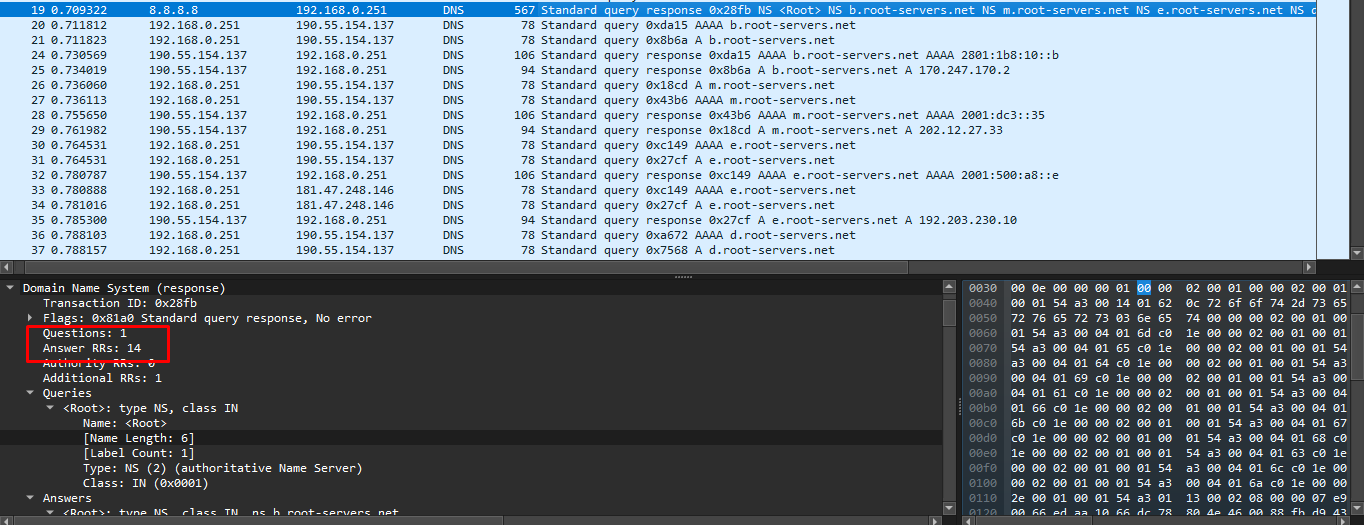 19 0.709322 8.8.8.8 192.168.0.251 DNS 567 Standard query response 0x28fb NS <Root> NS b.root-servers.net NS m.root-servers.net NS e.root-servers.net NS
20 0.711812 192.168.0.251 190.55.154.137 DNS 78 Standard query 0xda15 AAAA b.root-servers.net
21 0.711823 192.168.0.251 190.55.154.137 DNS 78 Standard query 0x8b6a A b.root-servers.net
24 0.730569 190.55.154.137 192.168.0.251 DNS 106 Standard query response 0xda15 AAAA b.root-servers.net AAAA 2801:1b8:10::b
25 0.734019 190.55.154.137 192.168.0.251 DNS 94 Standard query response 0x8b6a A b.root-servers.net A 170.247.170.2
26 0.736060 192.168.0.251 190.55.154.137 DNS 78 Standard query 0x18cd A m.root-servers.net
27 0.736113 192.168.0.251 190.55.154.137 DNS 78 Standard query 0x43b6 AAAA m.root-servers.net
28 0.755650 190.55.154.137 192.168.0.251 DNS 106 Standard query response 0x43b6 AAAA m.root-servers.net AAAA 2001:dc3::35
29 0.761982 190.55.154.137 192.168.0.251 DNS 94 Standard query response 0x18cd A m.root-servers.net A 202.12.27.33
30 0.764531 192.168.0.251 190.55.154.137 DNS 78 Standard query 0xc149 AAAA e.root-servers.net
31 0.764531 192.168.0.251 190.55.154.137 DNS 78 Standard query 0x27cf A e.root-servers.net
32 0.780787 190.55.154.137 192.168.0.251 DNS 106 Standard query response 0xc149 AAAA e.root-servers.net AAAA 2001:500:a8::e
33 0.780888 192.168.0.251 181.47.248.146 DNS 78 Standard query 0xc149 AAAA e.root-servers.net
34 0.781016 192.168.0.251 181.47.248.146 DNS 78 Standard query 0x27cf A e.root-servers.net
35 0.785300 190.55.154.137 192.168.0.251 DNS 94 Standard query response 0x27cf A e.root-servers.net A 192.203.230.10
36 0.788103 192.168.0.251 190.55.154.137 DNS 78 Standard query 0xa672 AAAA d.root-servers.net
37 0.788157 192.168.0.251 190.55.154.137 DNS 78 Standard query 0x7568 A d.root-servers.net
Domain Name System (response)
Transaction ID: 0x28fb
Flags: 0x81a0 Standard query response, No error
Questions: 1
Answer RRs: 14
Authority RRs: 0
Additional RRs: 1
Queries
<Root>: type NS, class IN
Name: <Root>
[Name Length: 6]
[Label Count: 1]
Type: NS (2) (authoritative Name Server)
Class: IN (0x0001)
Answers
<Root>: type NS, class IN, ns b.root-servers.net
0030 00 0e 00 00 00 01 00 00 02 00 01 00 00 02 00 01
0040 00 01 54 a3 00 14 01 62 0c 72 6f 6f 74 2d 73 65
0050 72 76 65 72 73 03 6e 65 74 00 00 00 02 00 01 00
0060 01 54 a3 00 04 01 6d c0 1e 00 00 02 00 01 00 01
0070 54 a3 00 04 01 65 c0 1e 00 00 02 00 01 00 01 54
0080 a3 00 04 01 64 c0 1e 00 00 02 00 01 00 01 54 a3
0090 00 04 01 69 c0 1e 00 00 02 00 01 00 01 54 a3 00
00a0 04 01 61 c0 1e 00 00 02 00 01 00 01 54 a3 00 04
00b0 01 66 c0 1e 00 00 02 00 01 00 01 54 a3 00 04 01
00c0 6b c0 1e 00 00 02 00 01 00 01 54 a3 00 04 01 67
00d0 c0 1e 00 00 02 00 01 00 01 54 a3 00 04 01 68 c0
00e0 1e 00 00 02 00 01 00 01 54 a3 00 04 01 63 c0 1e
00f0 00 00 02 00 01 00 01 54 a3 00 04 01 6c c0 1e 00
0100 00 02 00 01 00 01 54 a3 00 04 01 6a c0 1e 00 00
0110 2e 00 01 00 01 54 a3 01 13 00 02 08 00 00 07 e9
0120 00 66 ed aa 10 66 dc 78 80 4e 46 00 88 fb d9 43